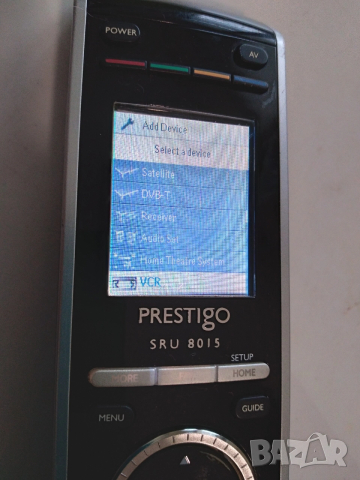 POWER
AV
Add Device
Select a device
Satellite
DVB-T
Receiver
Audio Set
Home Theatre System
VCR
PRESTIGO
SRU 8015
SETUP
MORE
HOME
MENU
GUIDE
BAZAR